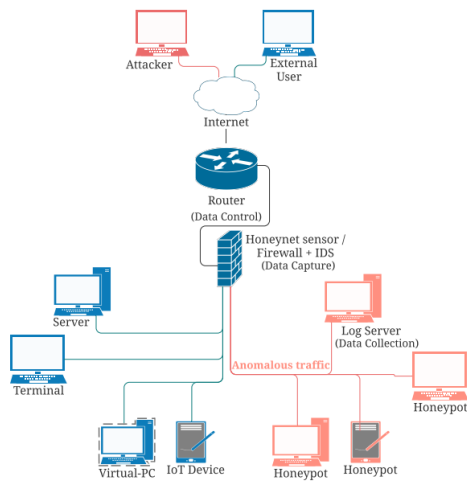 Attacker
External
User
Internet
Router
(Data Control)
Honeynet sensor /
Firewall + IDS
(Data Capture)
Server
Log Server
(Data Collection)
Anomalous traffic
Terminal
Honeypot
Virtual-PC
IoT Device
Honeypot
Honeypot